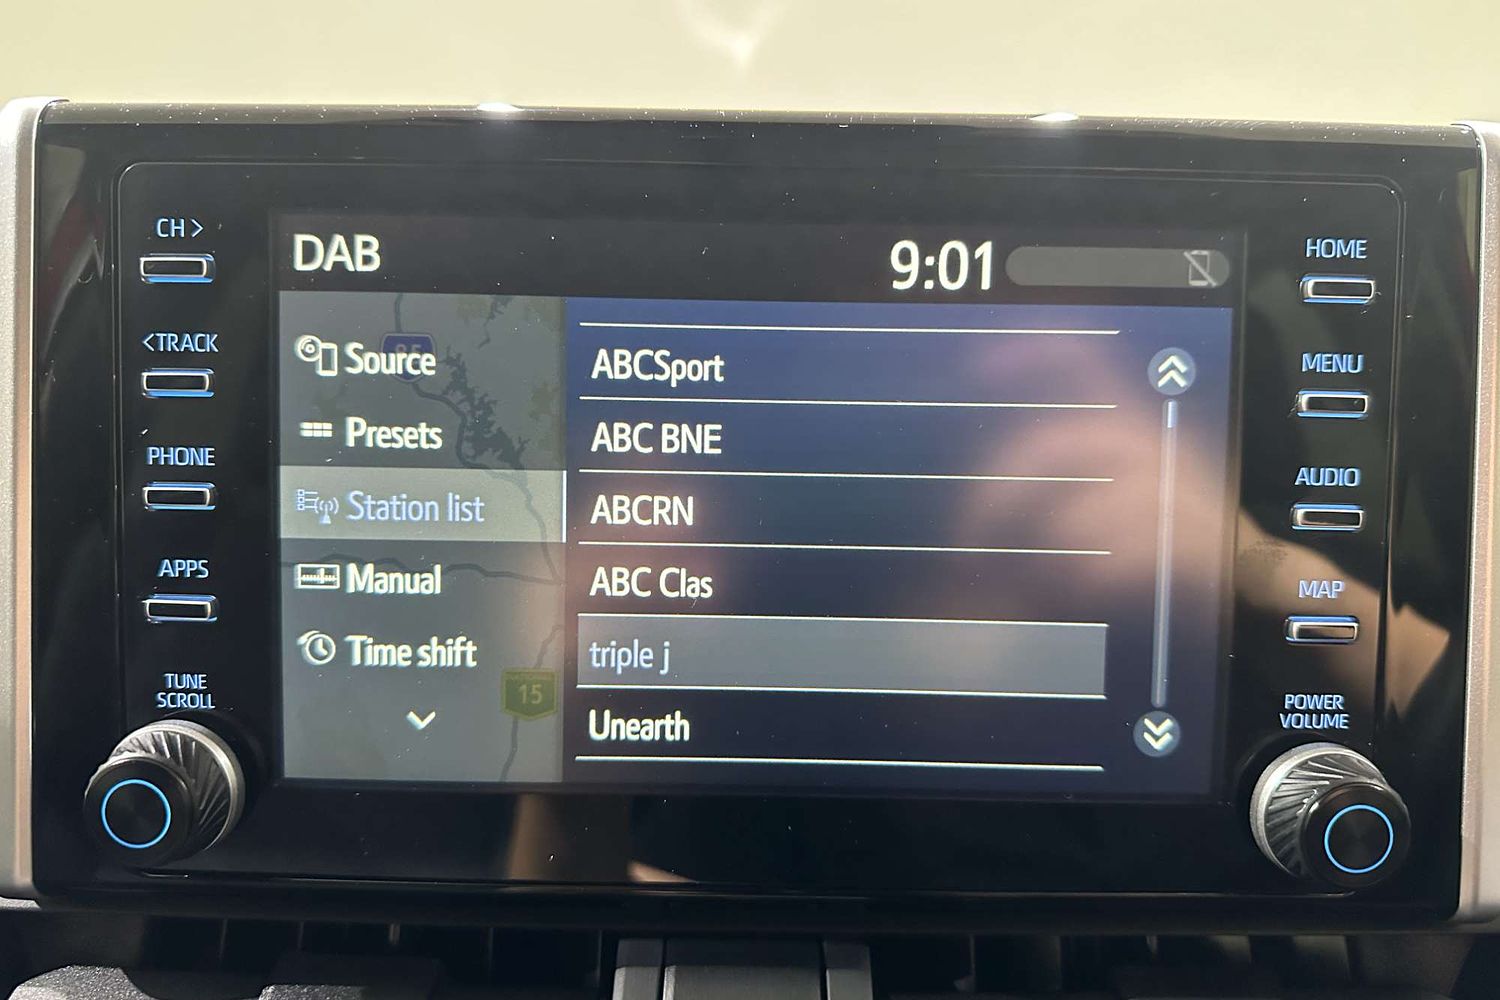 CH >
<TRACK
PHONE
APPS
TUNE
SCROLL
DAB
9:01
Source
85
Presets
Station list
Manual
Time shift
15
ABCSport
ABC BNE
ABCRN
ABC Clas
triple j
Unearth
HOME
MENU
AUDIO
MAP
POWER
VOLUME